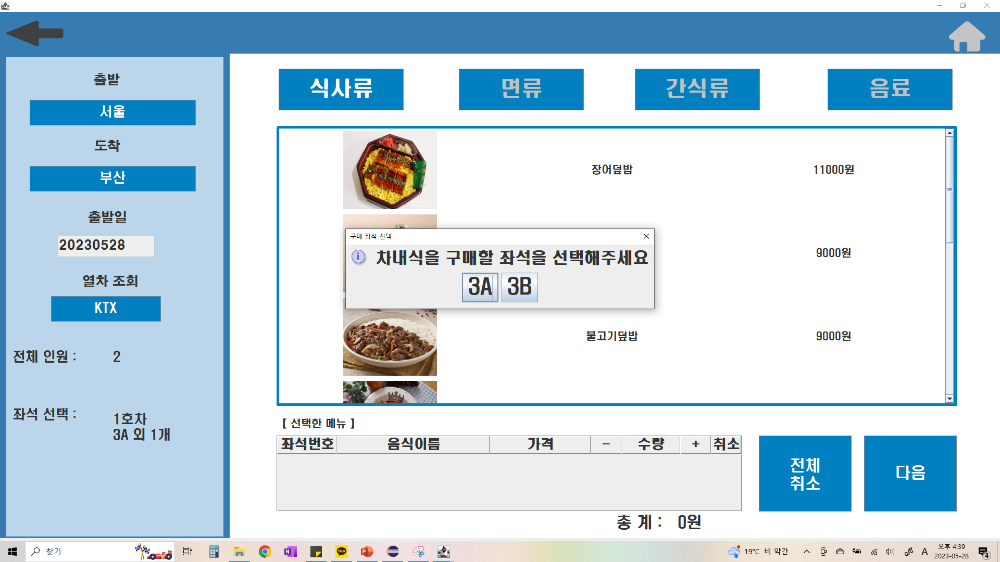 출발
서울
도착
부산
출발일
20230528
열차 조회
KTX
전체 인원 : 2
좌석 선택 : 1호차
3A 외 1개
식사류 면류 간식류 음료
장어덮밥 11000원
9000원
구매 좌석 선택
차내식을 구매할 좌석을 선택해주세요
3A 3B
불고기덮밥 9000원
【 선택한 메뉴 】
좌석번호 음식이름 가격 - 수량 + 취소
전체
취소
다음
총 계 : 0원
찾기
19°C 비 약간
A
오후 4:39
2023-05-28
4